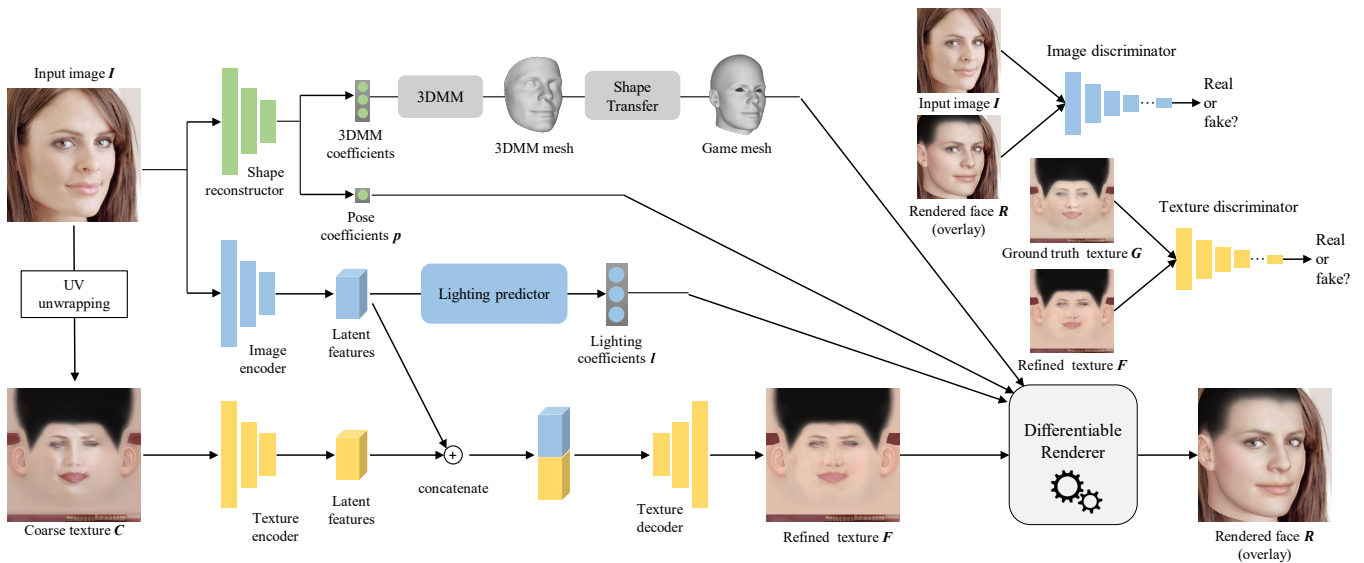 Input image I
UV
unwrapping
Coarse texture C
Shape
reconstructor
3DMM
coefficients
3DMM
3DMM mesh
Shape
Transfer
Game mesh
Pose
coefficients p
Image
encoder
Latent
features
Lighting predictor
Lighting
coefficients l
Texture
encoder
Latent
features
+
concatenate
Texture
decoder
Refined texture F
Differentiable
Renderer
Rendered face R
(overlay)
Input image I
Rendered face R
(overlay)
Image discriminator
...
Real
or
fake?
Ground truth texture G
Refined texture F
Texture discriminator
...
Real
or
fake?